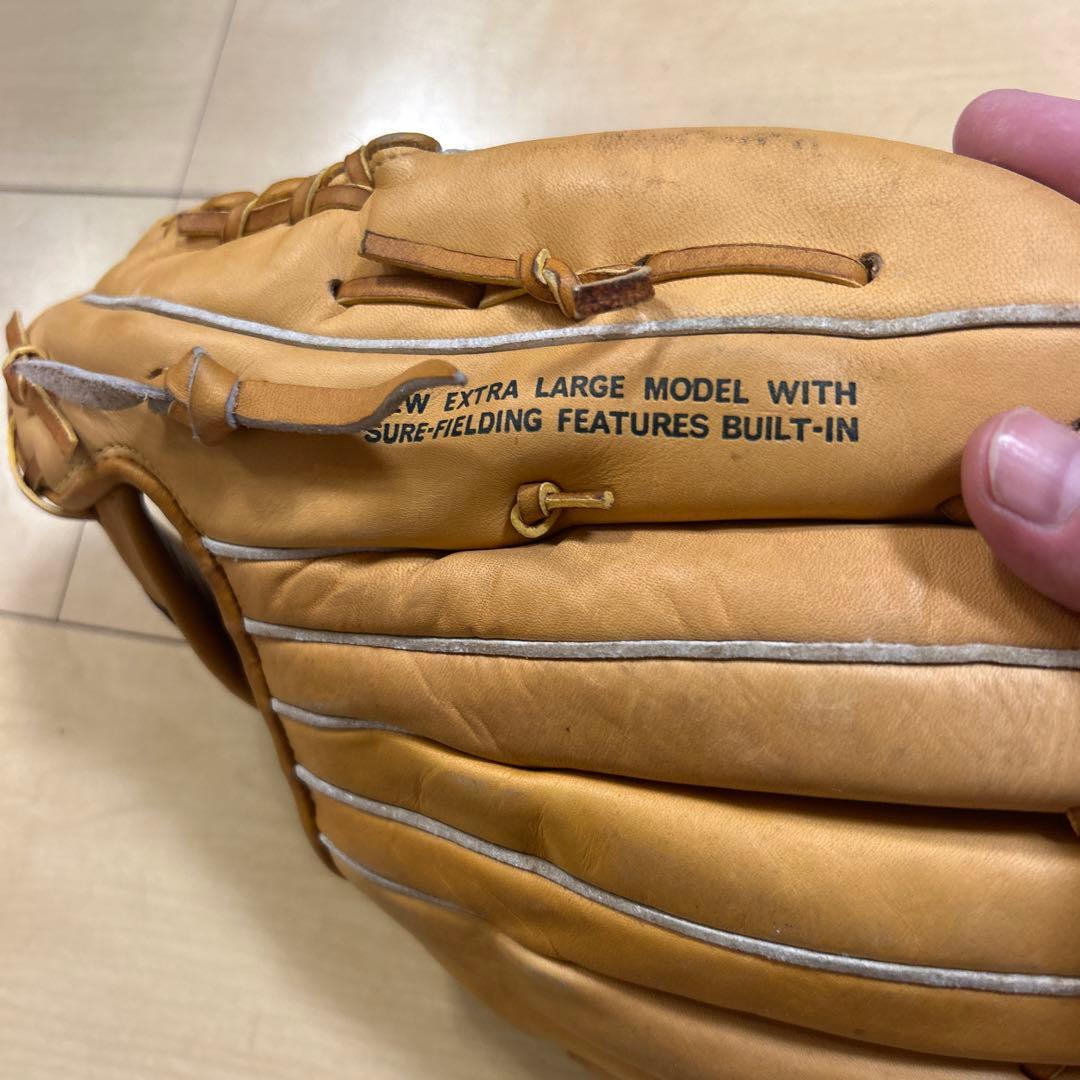 EXTRA LARGE MODEL WITH
SURE-FIELDING FEATURES BUILT-IN